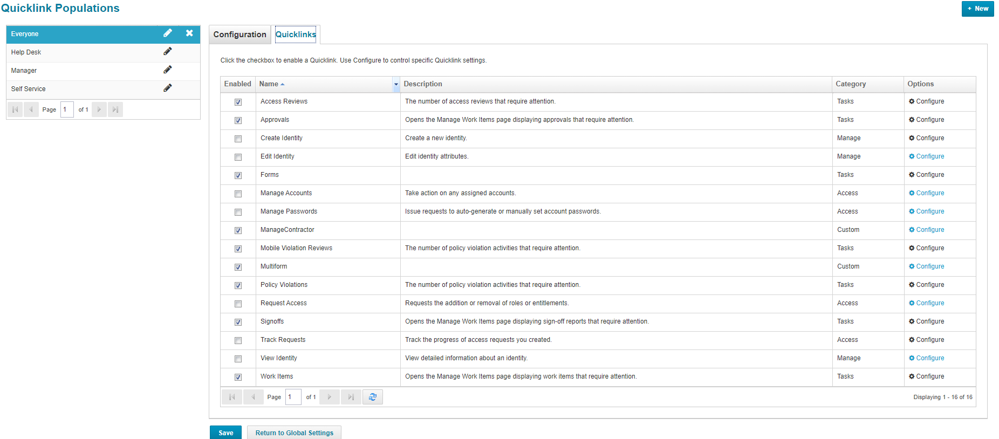 Quicklink Populations
+ New
Everyone
Help Desk
Manager
Self Service
Page 1 of 1
Configuration Quicklinks
Click the checkbox to enable a Quicklink. Use Configure to control specific Quicklink settings.
Enabled Name Description Category Options
Access Reviews The number of access reviews that require attention. Tasks Configure
Approvals Opens the Manage Work Items page displaying approvals that require attention. Tasks Configure
Create Identity Create a new identity. Manage Configure
Edit Identity Edit identity attributes. Manage Configure
Forms Tasks Configure
Manage Accounts Take action on any assigned accounts. Access Configure
Manage Passwords Issue requests to auto-generate or manually set account passwords. Access Configure
ManageContractor Custom Configure
Mobile Violation Reviews The number of policy violation activities that require attention. Tasks Configure
Multiform Custom Configure
Policy Violations The number of policy violation activities that require attention. Tasks Configure
Request Access Requests the addition or removal of roles or entitlements. Access Configure
Signoffs Opens the Manage Work Items page displaying sign-off reports that require attention. Tasks Configure
Track Requests Track the progress of access requests you created. Access Configure
View Identity View detailed information about an identity. Manage Configure
Work Items Opens the Manage Work Items page displaying work items that require attention. Tasks Configure
Page 1 of 1 Displaying 1 - 16 of 16
Save Return to Global Settings